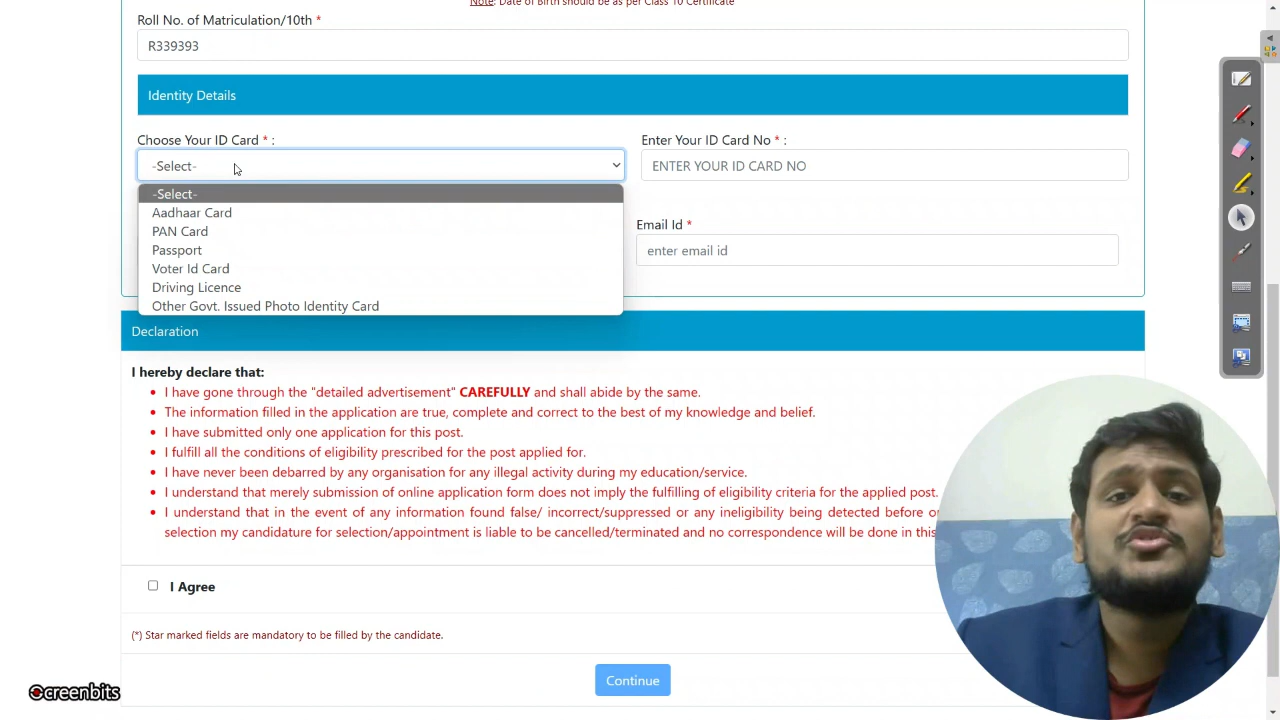 Note: Date of Birth should be as per Class 10 Certificate
Roll No. of Matriculation/10th *
R339393
Identity Details
Choose Your ID Card * :
Enter Your ID Card No * :
-Select-
ENTER YOUR ID CARD NO
-Select-
Aadhaar Card
PAN Card
Passport
Voter Id Card
Driving Licence
Other Govt. Issued Photo Identity Card
Email Id *
enter email id
Declaration
I hereby declare that:
I have gone through the "detailed advertisement" CAREFULLY and shall abide by the same.
The information filled in the application are true, complete and correct to the best of my knowledge and belief.
I have submitted only one application for this post.
I fulfill all the conditions of eligibility prescribed for the post applied for.
I have never been debarred by any organisation for any illegal activity during my education/service.
I understand that merely submission of online application form does not imply the fulfilling of eligibility criteria for the applied post.
I understand that in the event of any information found false/ incorrect/suppressed or any ineligibility being detected before or
selection my candidature for selection/appointment is liable to be cancelled/terminated and no correspondence will be done in this
I Agree
(*) Star marked fields are mandatory to be filled by the candidate.
Continue
creenbits